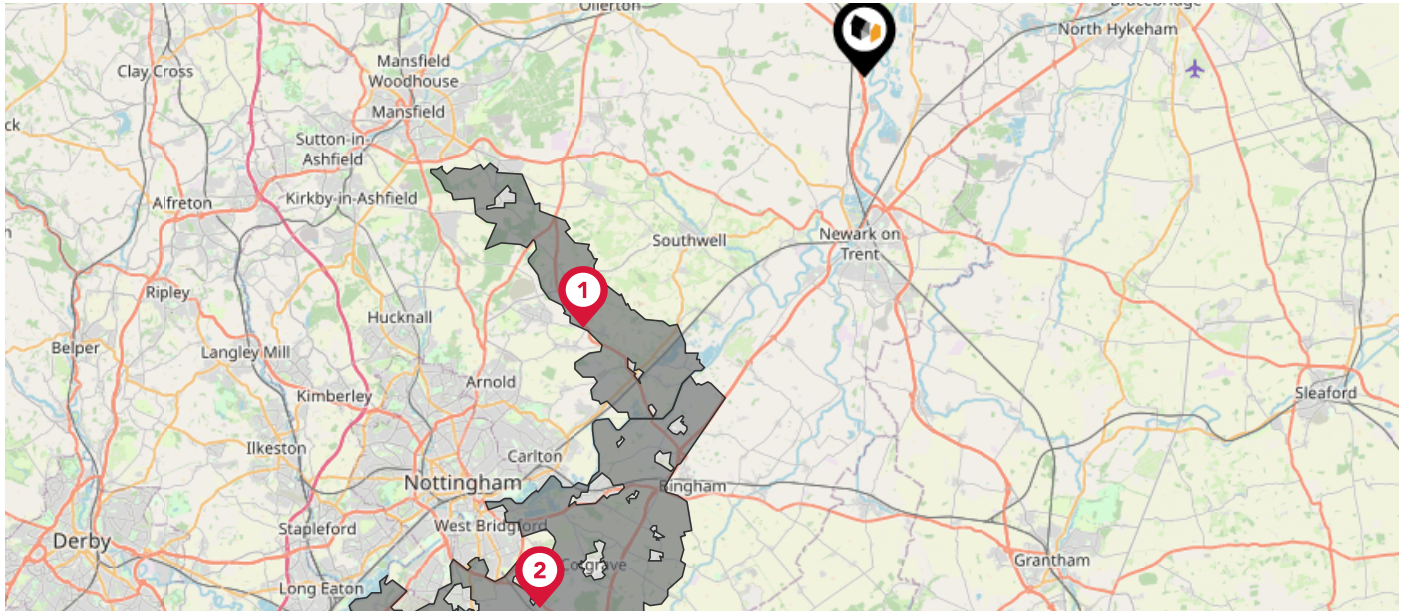 Ollerton
Bracebridge
North Hykeham
Clay Cross
Mansfield
Woodhouse
Mansfield
ck
Sutton-in-
Ashfield
Kirkby-in-Ashfield
Alfreton
Southwell
Newark on
Trent
1
Ripley
Hucknall
Belper
Langley Mill
Arnold
Kimberley
Sleaford
Ilkeston
Carlton
Nottingham
Bingham
Stapleford
West Bridgford
Derby
Cotgrave
Grantham
2
Long Eaton